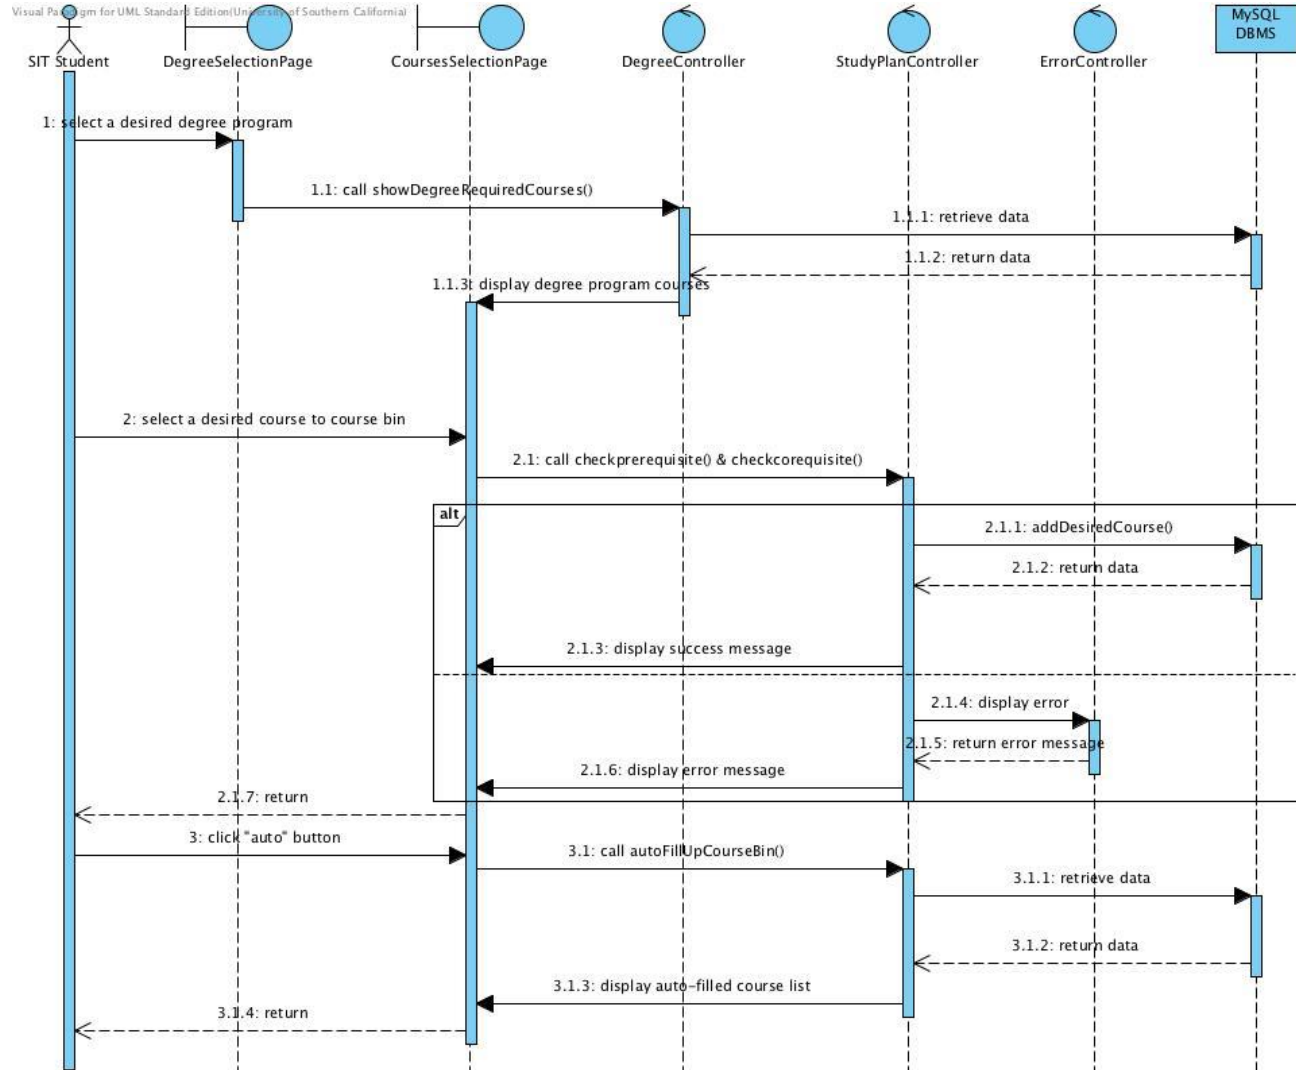 Visual Paradigm for UML Standard Edition(University of Southern California)
MySQL
DBMS
SIT Student
DegreeSelectionPage
CoursesSelectionPage
DegreeController
StudyPlanController
ErrorController
1: select a desired degree program
1.1: call showDegreeRequiredCourses()
1.1.1: retrieve data
1.1.2: return data
1.1.3: display degree program courses
2: select a desired course to course bin
2.1: call checkprerequisite() & checkcorequisite()
alt
2.1.1: addDesiredCourse()
2.1.2: return data
2.1.3: display success message
2.1.4: display error
2.1.5: return error message
2.1.6: display error message
2.1.7: return
3: click "auto" button
3.1: call autoFillUpCourseBin()
3.1.1: retrieve data
3.1.2: return data
3.1.3: display auto-filled course list
3.1.4: return